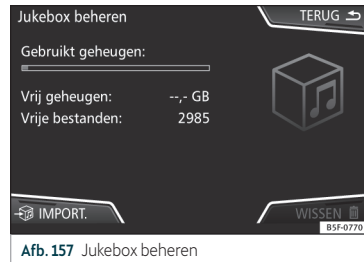 Jukebox beheren
TERUG
Gebruikt geheugen:
Vrij geheugen: --,- GB
Vrije bestanden: 2985
IMPORT.
WISSEN
B5F-0770
Afb. 157 Jukebox beheren